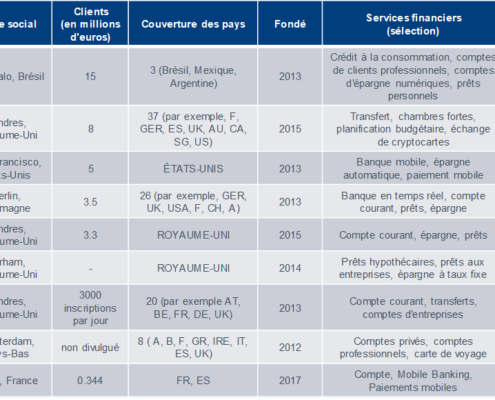 e social
Clients
(en millions
d'euros)
Couverture des pays
Fondé
Services financiers
(sélection)
alo, Brésil
15
3 (Brésil, Mexique,
Argentine)
2013
Crédit à la consommation, comptes
de clients professionnels, comptes
d'épargne numériques, prêts
personnels
ndres,
ume-Uni
8
37 (par exemple, F,
GER, ES, UK, AU, CA,
SG, US)
2015
Transfert, chambres fortes,
planification budgétaire, échange
de cryptocartes
rancisco,
ts-Unis
5
ÉTATS-UNIS
2013
Banque mobile, épargne
automatique, paiement mobile
erlin,
magne
3.5
26 (par exemple, GER,
UK, USA, F, CH, A)
2013
Banque en temps réel, compte
courant, prêts, épargne
ndres,
ume-Uni
3.3
ROYAUME-UNI
2015
Compte courant, épargne, prêts
rham,
ume-Uni
-
ROYAUME-UNI
2014
Prêts hypothécaires, prêts aux
entreprises, épargne à taux fixe
ndres,
ume-Uni
3000
inscriptions
par jour
20 (par exemple AT,
BE, FR, DE, UK)
2013
Compte courant, transferts,
comptes d'entreprises
terdam,
ys-Bas
non divulgué
8 ( A, B, F, GR, IRE, IT,
ES, UK)
2012
Comptes privés, comptes
professionnels, carte de voyage
, France
0.344
FR, ES
2017
Compte, Mobile Banking,
Paiements mobiles